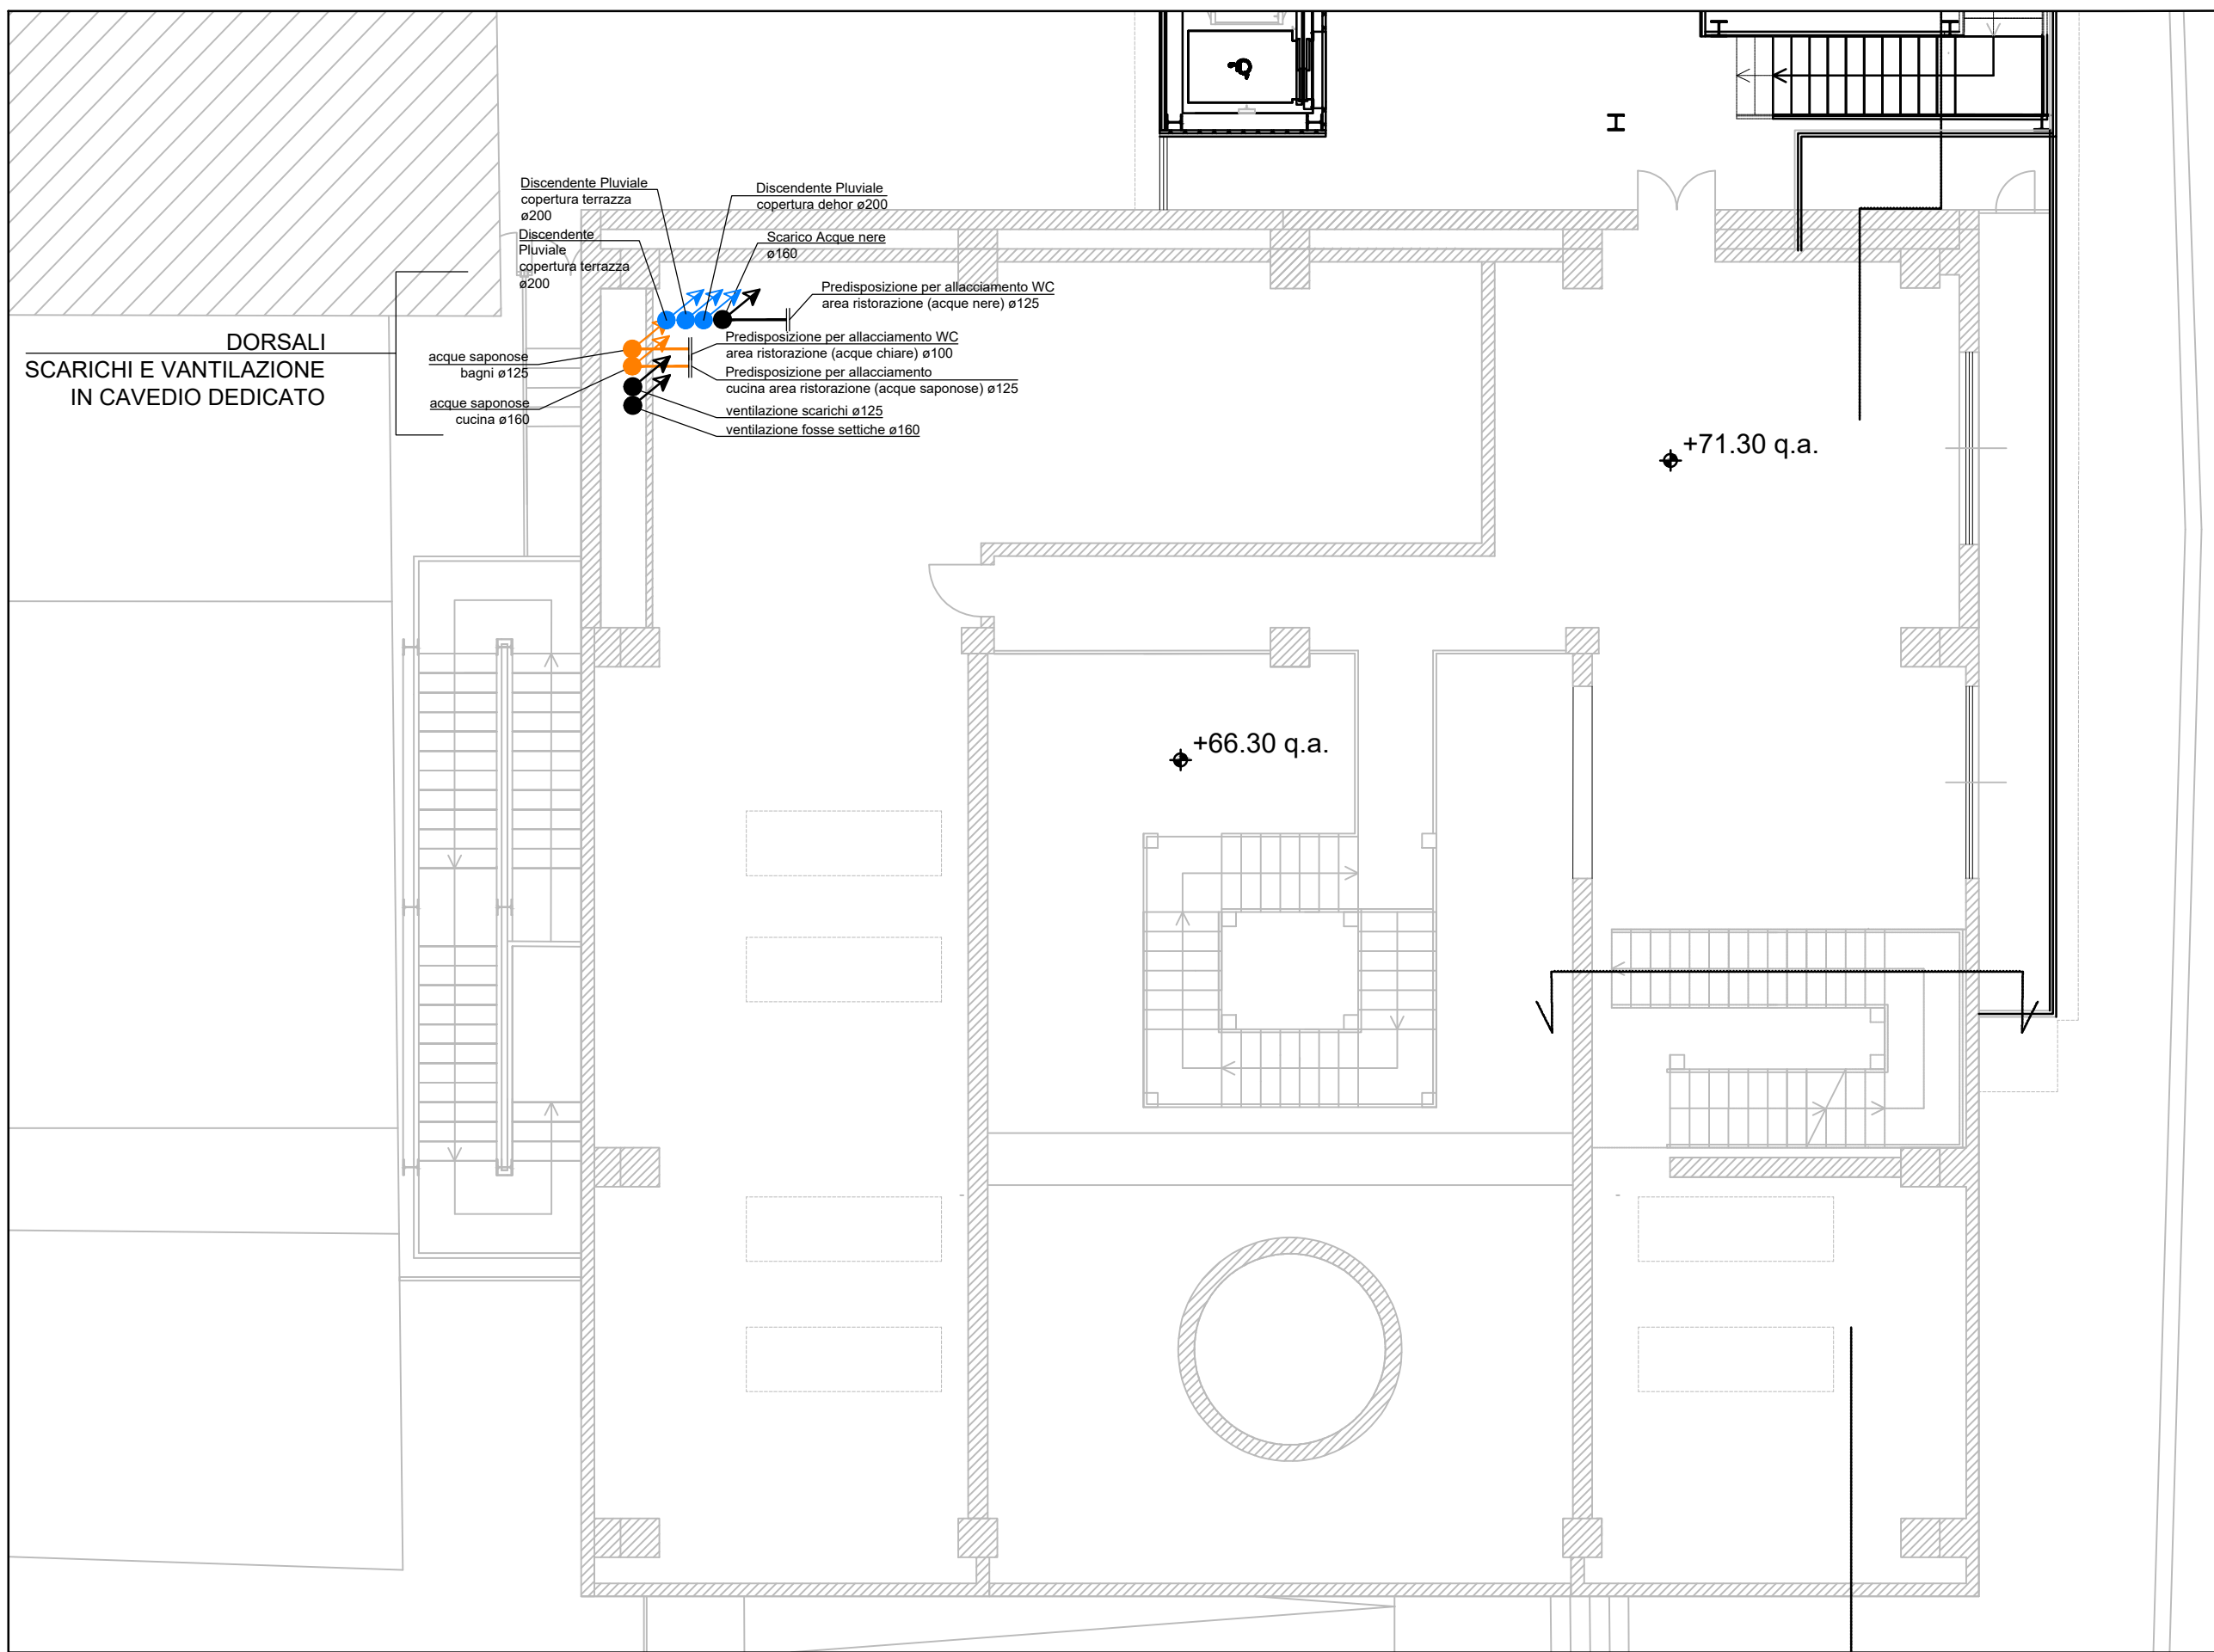 Discendente Pluviale
copertura terrazza
ø200
Discendente Pluviale
copertura dehor ø200
Discendente
Pluviale
copertura terrazza
ø200
Scarico Acque nere
ø160
Predisposizione per allacciamento WC
area ristorazione (acque nere) ø125
DORSALI
SCARICHI E VANTILAZIONE
IN CAVEDIO DEDICATO
acque saponose
bagni ø125
acque saponose
cucina ø160
Predisposizione per allacciamento WC
area ristorazione (acque chiare) ø100
Predisposizione per allacciamento
cucina area ristorazione (acque saponose) ø125
ventilazione scarichi ø125
ventilazione fosse settiche ø160
+71.30 q.a.
+66.30 q.a.